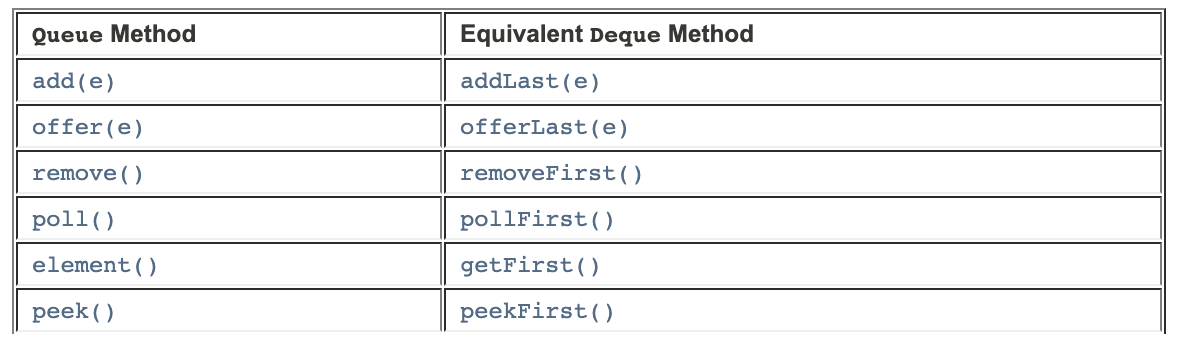 Queue Method Equivalent Deque Method
add(e) addLast(e)
offer(e) offerLast(e)
remove() removeFirst()
poll() pollFirst()
element() getFirst()
peek() peekFirst()